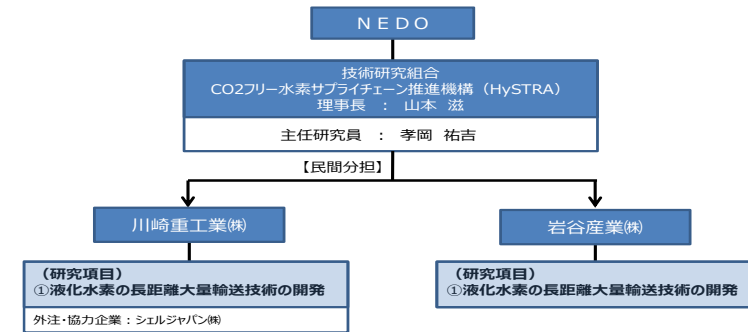 NEDO
技術研究組合
CO2フリー水素サプライチェーン推進機構（HySTRA）
理事長 ： 山本 滋
主任研究員 ： 孝岡 祐吉
【民間分担】
川崎重工業㈱
岩谷産業㈱
（研究項目）
①液化水素の長距離大量輸送技術の開発
外注・協力企業：シェルジャパン㈱
（研究項目）
①液化水素の長距離大量輸送技術の開発